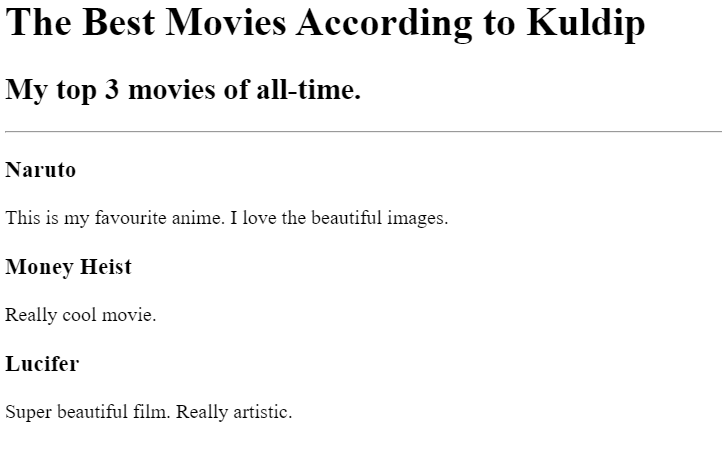 The Best Movies According to Kuldip
My top 3 movies of all-time.
Naruto
This is my favourite anime. I love the beautiful images.
Money Heist
Really cool movie.
Lucifer
Super beautiful film. Really artistic.